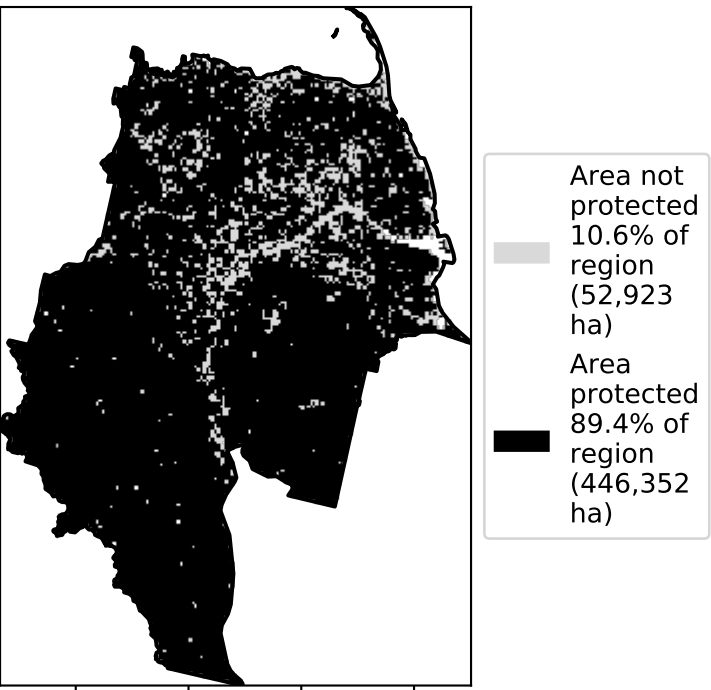 Area not
protected
10.6% of
region
(52,923
ha)
Area
protected
89.4% of
region
(446,352
ha)